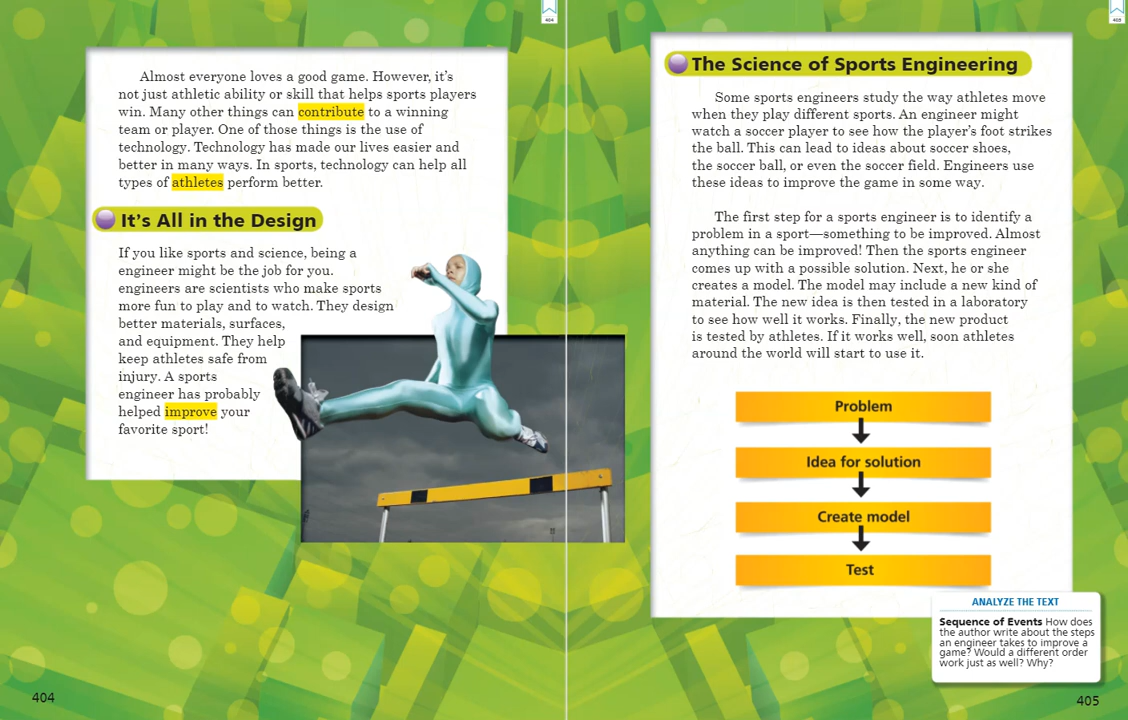 404
Almost everyone loves a good game. However, it's
not just athletic ability or skill that helps sports players
win. Many other things can contribute to a winning
team or player. One of those things is the use of
technology. Technology has made our lives easier and
better in many ways. In sports, technology can help all
types of athletes perform better.
It's All in the Design
If you like sports and science, being a
engineer might be the job for you.
engineers are scientists who make sports
more fun to play and to watch. They design
better materials, surfaces,
and equipment. They help
keep athletes safe from
injury. A sports
engineer has probably
helped improve your
favorite sport!
404
405
The Science of Sports Engineering
Some sports engineers study the way athletes move
when they play different sports. An engineer might
watch a soccer player to see how the player's foot strikes
the ball. This can lead to ideas about soccer shoes,
the soccer ball, or even the soccer field. Engineers use
these ideas to improve the game in some way.
The first step for a sports engineer is to identify a
problem in a sport—something to be improved. Almost
anything can be improved! Then the sports engineer
comes up with a possible solution. Next, he or she
creates a model. The model may include a new kind of
material. The new idea is then tested in a laboratory
to see how well it works. Finally, the new product
is tested by athletes. If it works well, soon athletes
around the world will start to use it.
Problem
Idea for solution
Create model
Test
ANALYZE THE TEXT
Sequence of Events How does
the author write about the steps
an engineer takes to improve a
game? Would a different order
work just as well? Why?
405